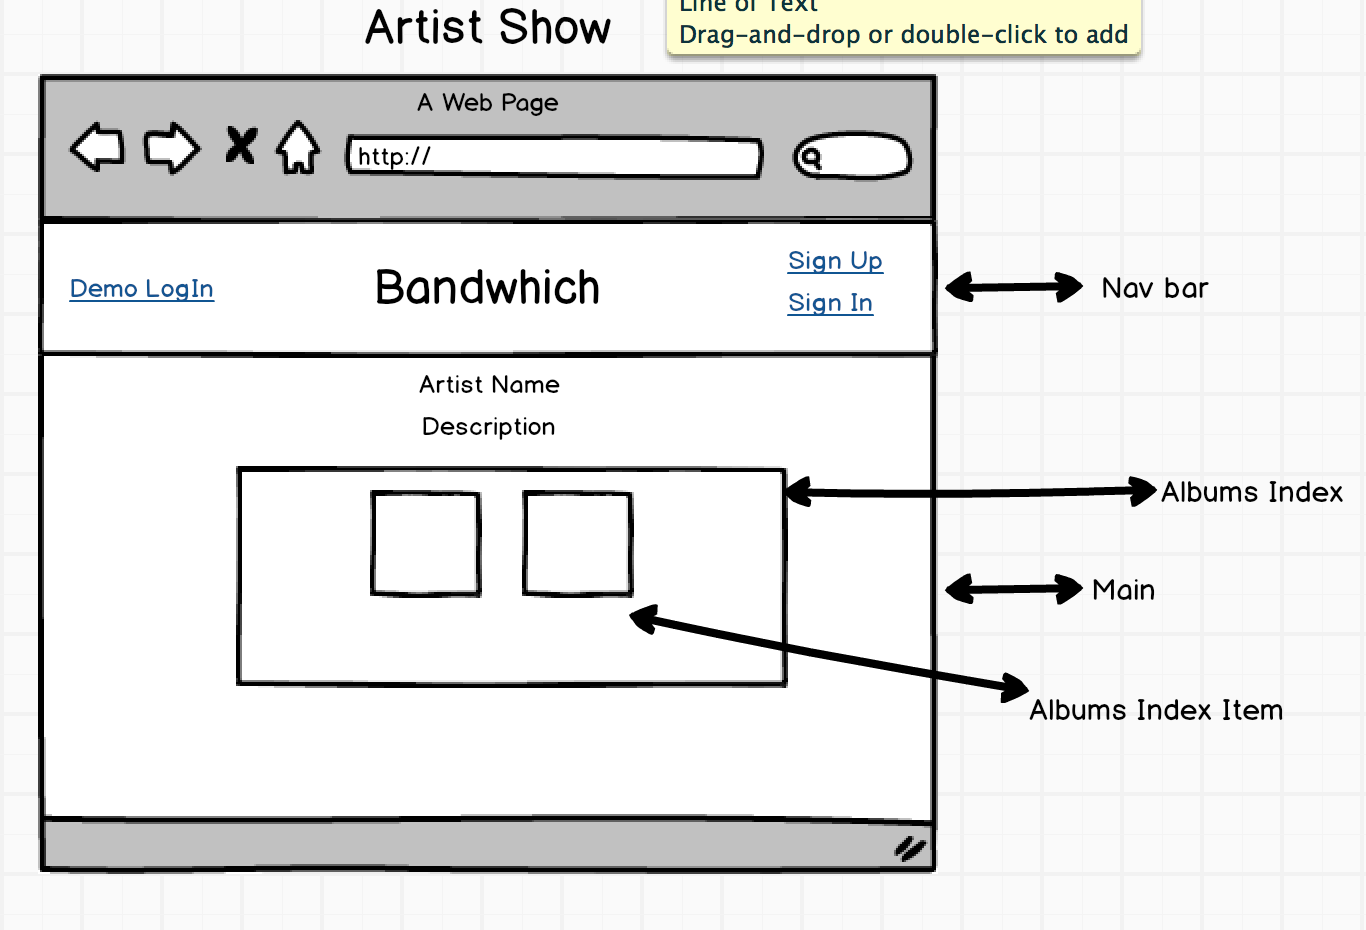 Artist Show
Line of Text
Drag-and-drop or double-click to add
A Web Page
http://
Demo LogIn
Bandwhich
Sign Up
Sign In
Nav bar
Artist Name
Description
Albums Index
Main
Albums Index Item